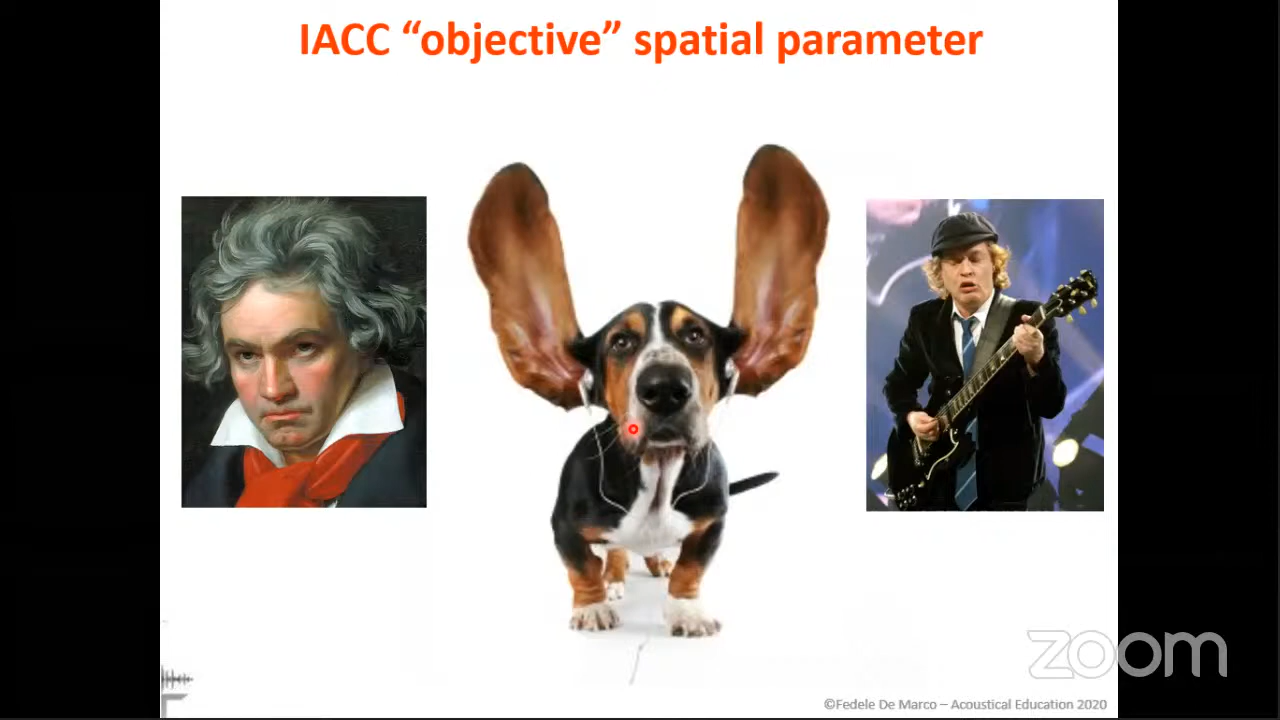 IACC “objective” spatial parameter
zoom
©Fedele De Marco – Acoustical Education 2020